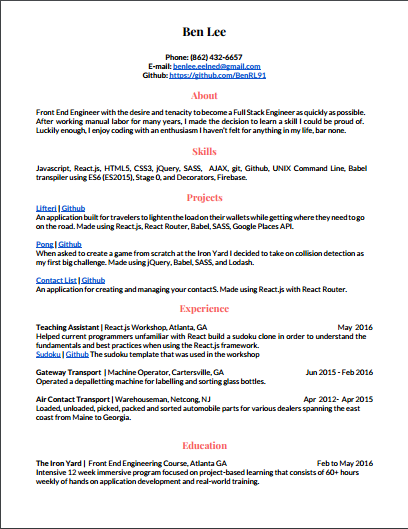 Ben Lee
Phone: (862) 432-6657
E-mail: benlee.eelned@gmail.com
Github: https://github.com/BenRL91
About
Front End Engineer with the desire and tenacity to become a Full Stack Engineer as quickly as possible.
After working manual labor for many years, I made the decision to learn a skill I could be proud of.
Luckily enough, I enjoy coding with an enthusiasm I haven't felt for anything in my life, bar none.
Skills
Javascript, React.js, HTML5, CSS3, jQuery, SASS, AJAX, git, Github, UNIX Command Line, Babel
transpiler using ES6 (ES2015), Stage 0, and Decorators, Firebase.
Projects
Lifteri | Github
An application built for travelers to lighten the load on their wallets while getting where they need to go
on the road. Made using React.js, React Router, Babel, SASS, Google Places API.
Pong | Github
When asked to create a game from scratch at the Iron Yard I decided to take on collision detection as
my first big challenge. Made using jQuery, Babel, SASS, and Lodash.
Contact List | Github
An application for creating and managing your contactS. Made using React.js with React Router.
Experience
Teaching Assistant | React.js Workshop, Atlanta, GA May 2016
Helped current programmers unfamiliar with React build a sudoku clone in order to understand the
fundamentals and best practices when using the React.js framework.
Sudoku | Github The sudoku template that was used in the workshop
Gateway Transport | Machine Operator, Cartersville, GA Jun 2015 - Feb 2016
Operated a depalletting machine for labelling and sorting glass bottles.
Air Contact Transport | Warehouseman, Netcong, NJ Apr 2012- Apr 2015
Loaded, unloaded, picked, packed and sorted automobile parts for various dealers spanning the east
coast from Maine to Georgia.
Education
The Iron Yard | Front End Engineering Course, Atlanta GA Feb to May 2016
Intensive 12 week immersive program focused on project-based learning that consists of 60+ hours
weekly of hands on application development and real-world training.